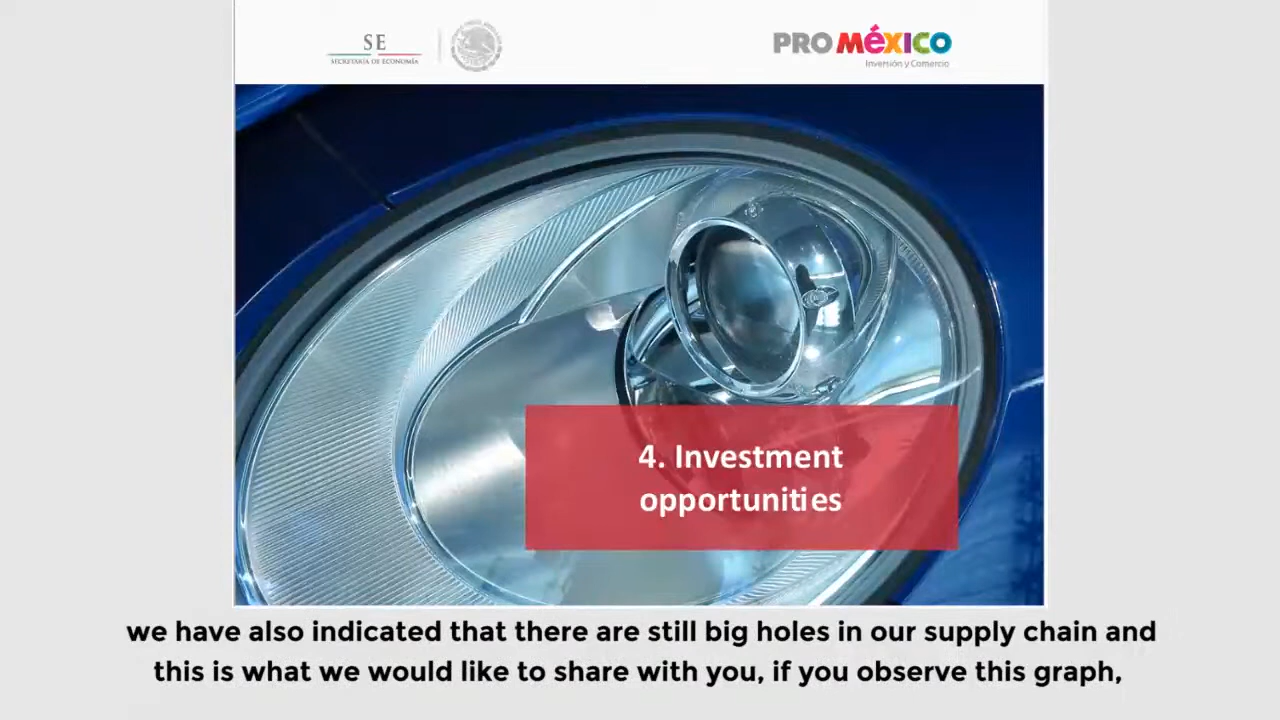 SE
SECRETARÍA DE ECONOMÍA
PRO MéXICO
Inversión y Comercio
4. Investment
opportunities
we have also indicated that there are still big holes in our supply chain and
this is what we would like to share with you, if you observe this graph,